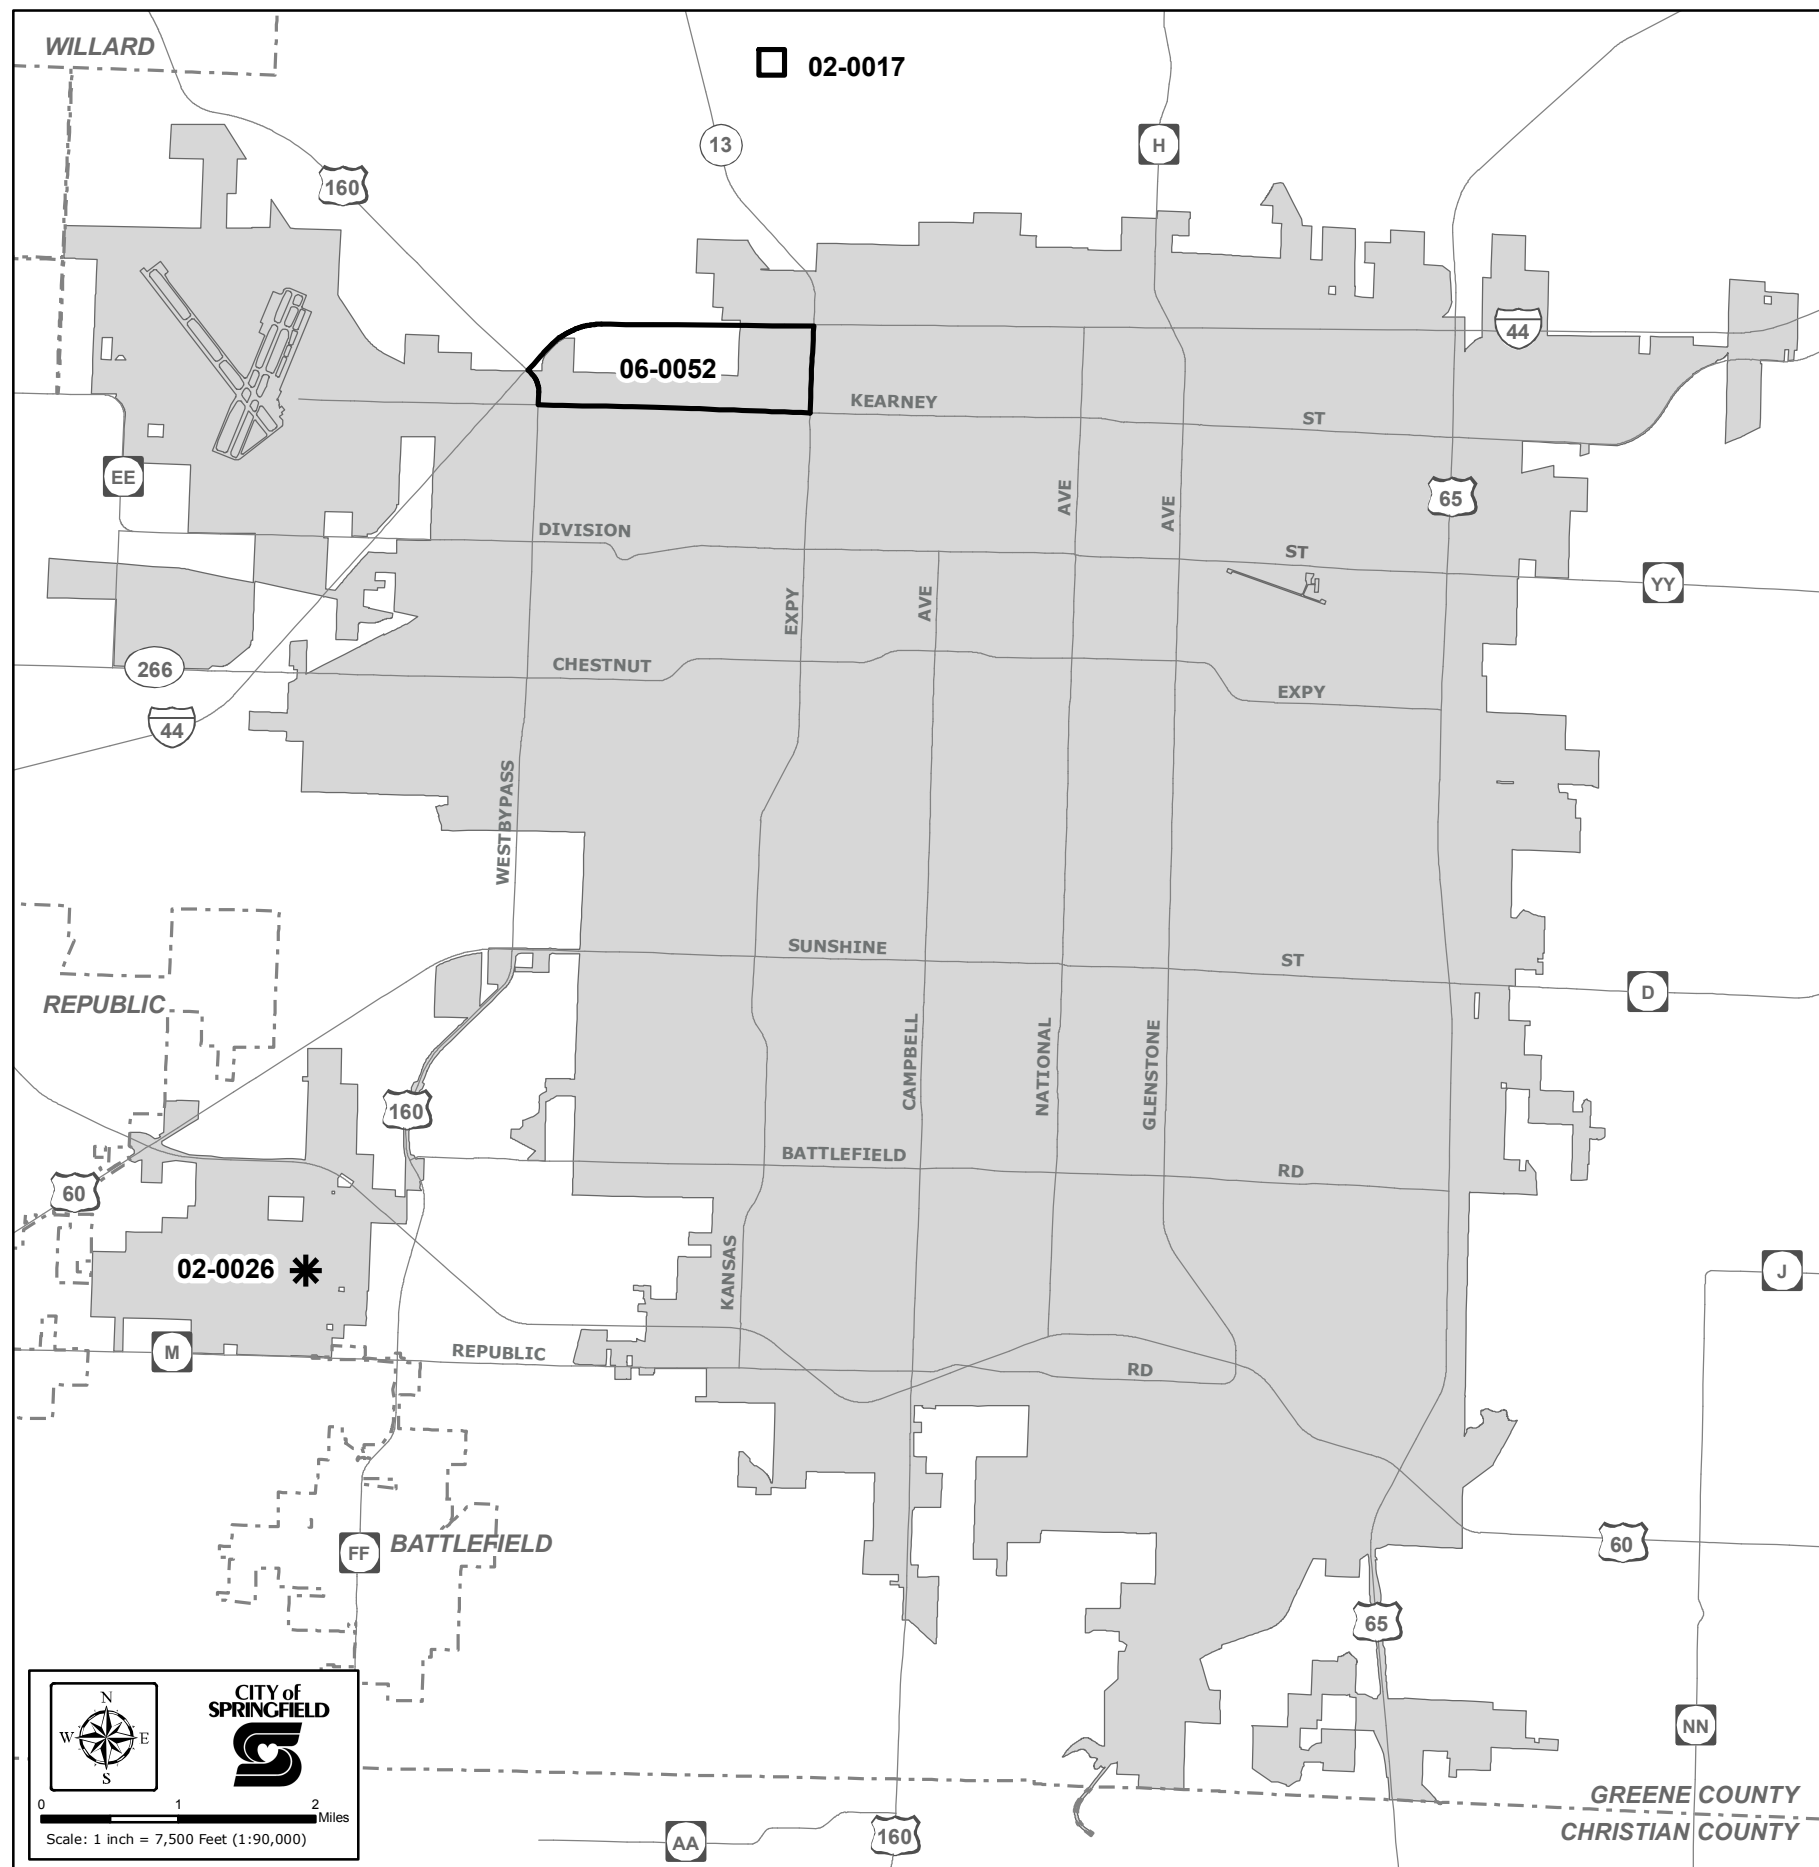 WILLARD
02-0017
13
H
160
44
06-0052
KEARNEY
ST
EE
AVE
AVE
65
DIVISION
ST
YY
EXPY
AVE
266
CHESTNUT
EXPY
44
WESTBYPASS
SUNSHINE
ST
D
REPUBLIC
CAMPBELL
NATIONAL
GLENSTONE
160
BATTLEFIELD
RD
60
KANSAS
02-0026
J
M
REPUBLIC
RD
FF
BATTLEFIELD
60
65
N
W
E
S
CITY of
SPRINGFIELD
NN
0 1 2
Miles
Scale: 1 inch = 7,500 Feet (1:90,000)
GREENE COUNTY
CHRISTIAN COUNTY
AA
160